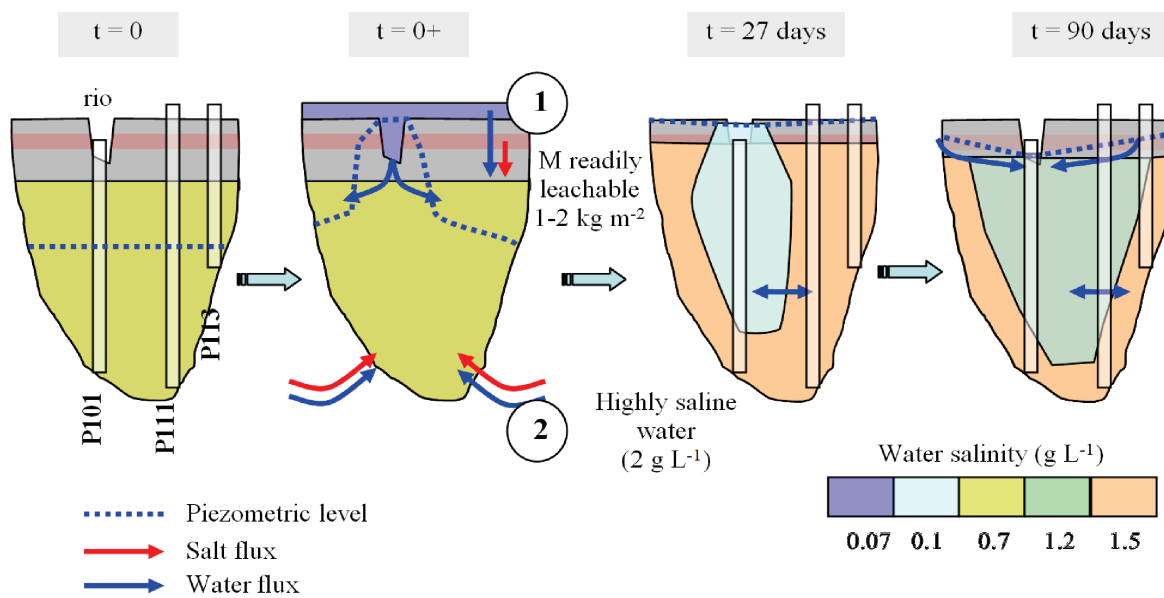 t = 0
t = 0+
t = 27 days
t = 90 days
rio
1
M readily
leachable
1-2 kg m⁻²
P101
P111
P113
2
Highly saline
water
(2 g L⁻¹)
Water salinity (g L⁻¹)
0.07 0.1 0.7 1.2 1.5
Piezometric level
Salt flux
Water flux